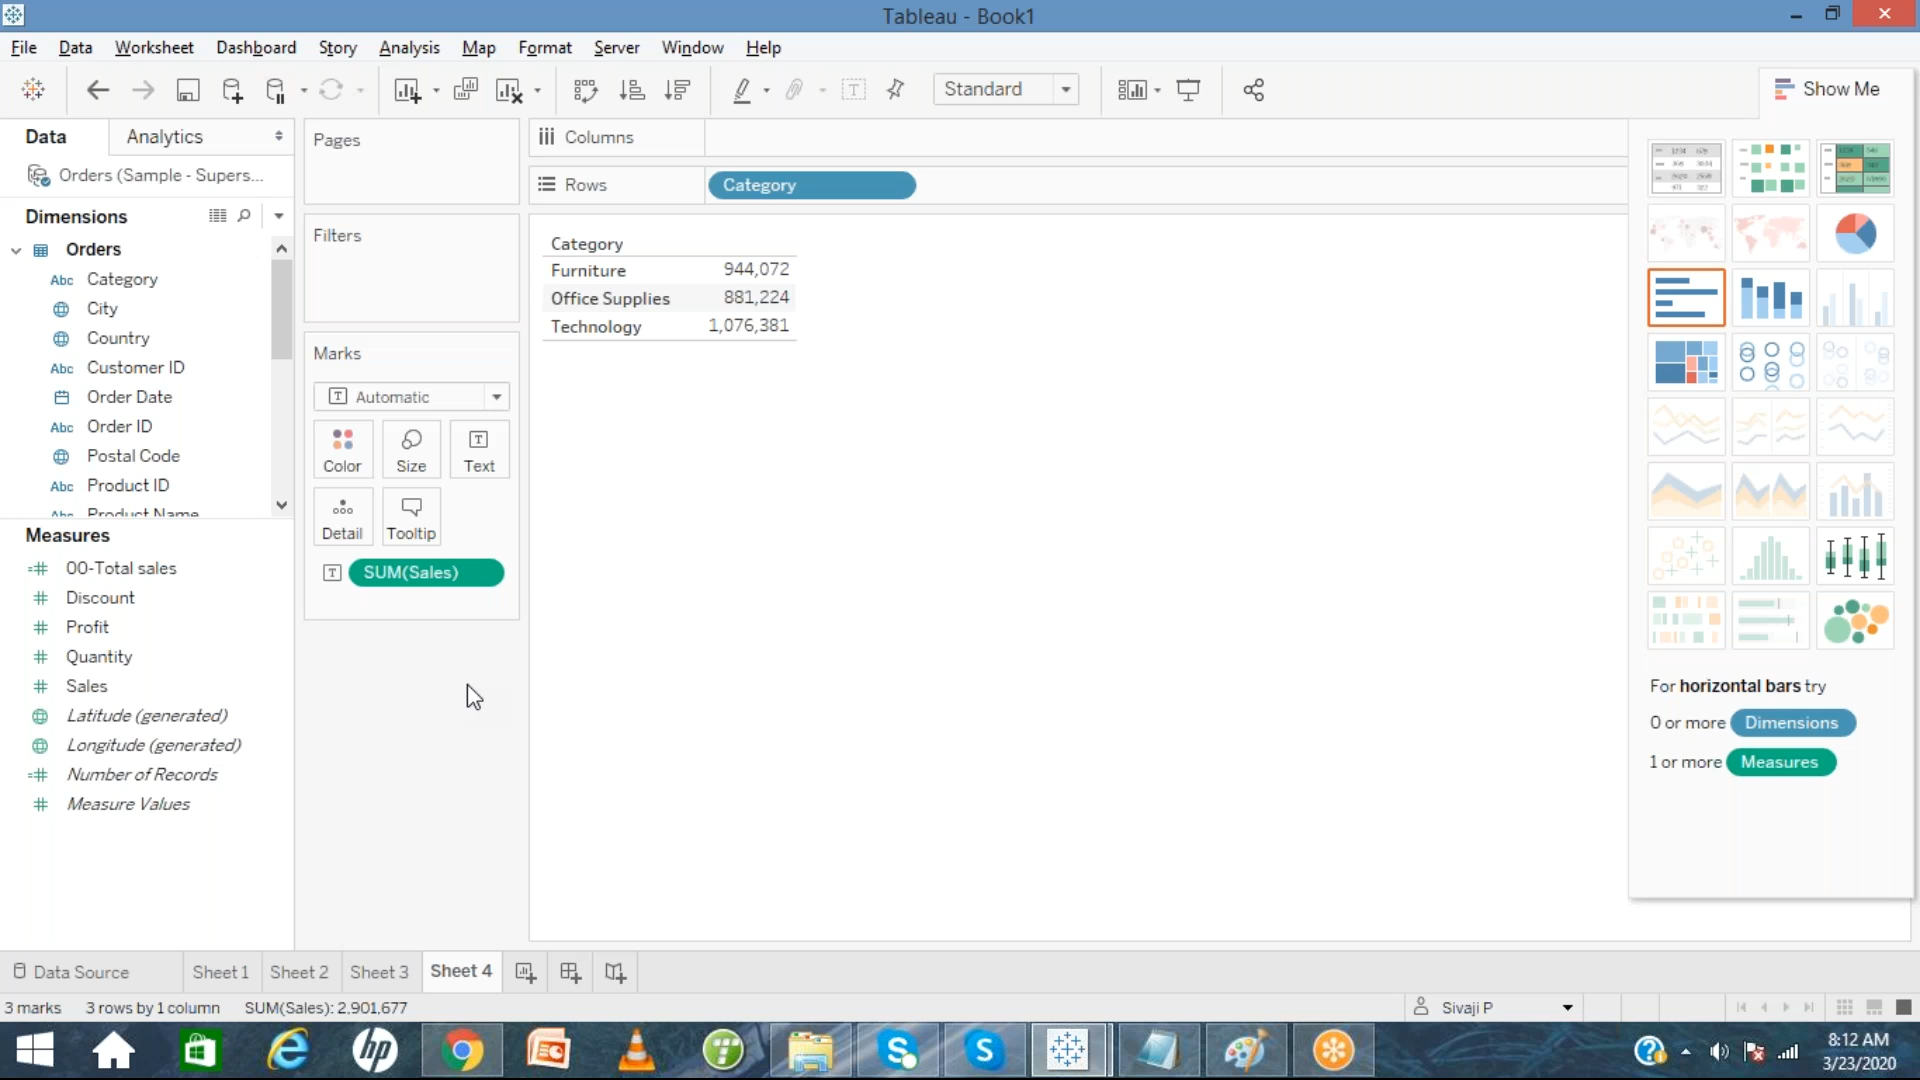 Tableau - Book1
File Data Worksheet Dashboard Story Analysis Map Format Server Window Help
Standard
Show Me
Data
Analytics
Orders (Sample - Supers...
Dimensions
Orders
Abc Category
City
Country
Abc Customer ID
Order Date
Abc Order ID
Postal Code
Abc Product ID
Abc Product Name
Measures
00-Total sales
Discount
Profit
Quantity
Sales
Latitude (generated)
Longitude (generated)
Number of Records
Measure Values
Pages
Filters
Marks
Automatic
Color Size Text
Detail Tooltip
SUM(Sales)
Columns
Rows
Category
Category
Furniture 944,072
Office Supplies 881,224
Technology 1,076,381
For horizontal bars try
0 or more Dimensions
1 or more Measures
Data Source Sheet 1 Sheet 2 Sheet 3 Sheet 4
3 marks 3 rows by 1 column SUM(Sales): 2,901,677
Sivaji P
8:12 AM
3/23/2020